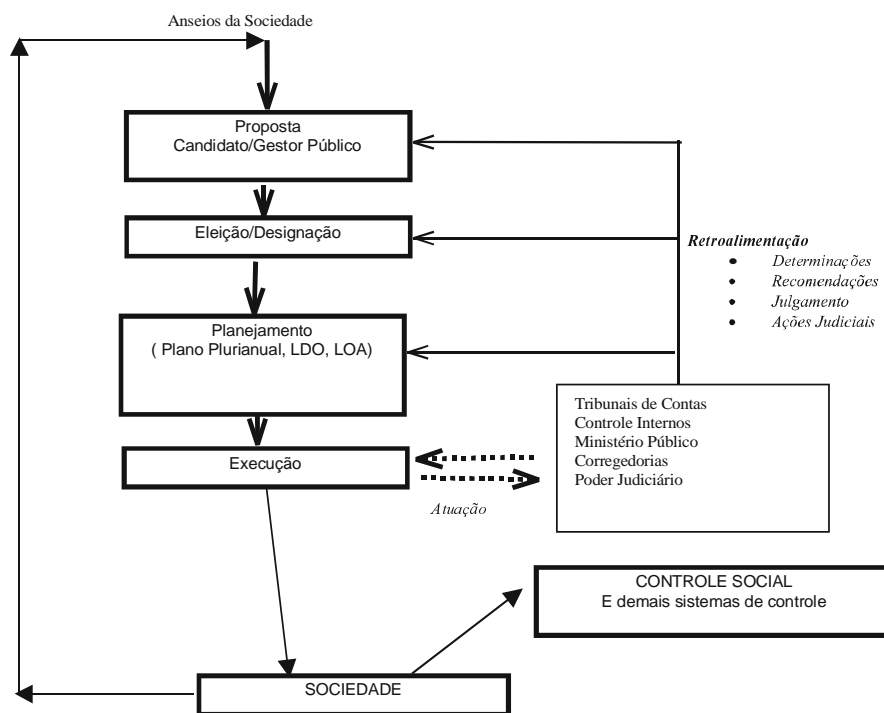 Anseios da Sociedade
Proposta
Candidato/Gestor Público
Eleição/Designação
Retroalimentação
• Determinações
• Recomendações
• Julgamento
• Ações Judiciais
Planejamento
( Plano Plurianual, LDO, LOA)
Tribunais de Contas
Controle Internos
Ministério Público
Corregedorias
Poder Judiciário
Execução
Atuação
CONTROLE SOCIAL
E demais sistemas de controle
SOCIEDADE